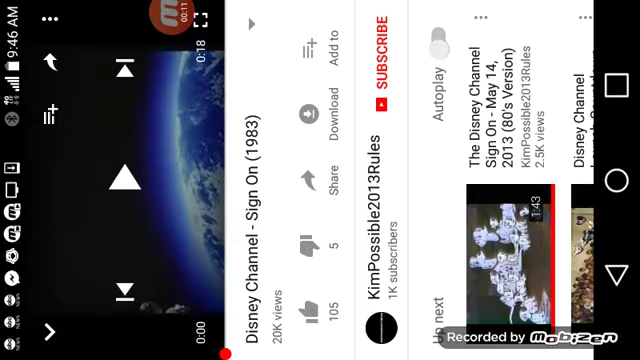 9:46 AM
00:11
0:18
0:00
Disney Channel - Sign On (1983)
20K views
105
5
Share
Download
Add to
KimPossible2013Rules
1K subscribers
SUBSCRIBE
Up next
Autoplay
1:43
The Disney Channel
Sign On - May 14,
2013 (80's Version)
KimPossible2013Rules
2.5K views
Disney Channel
Recorded by
Mobizen